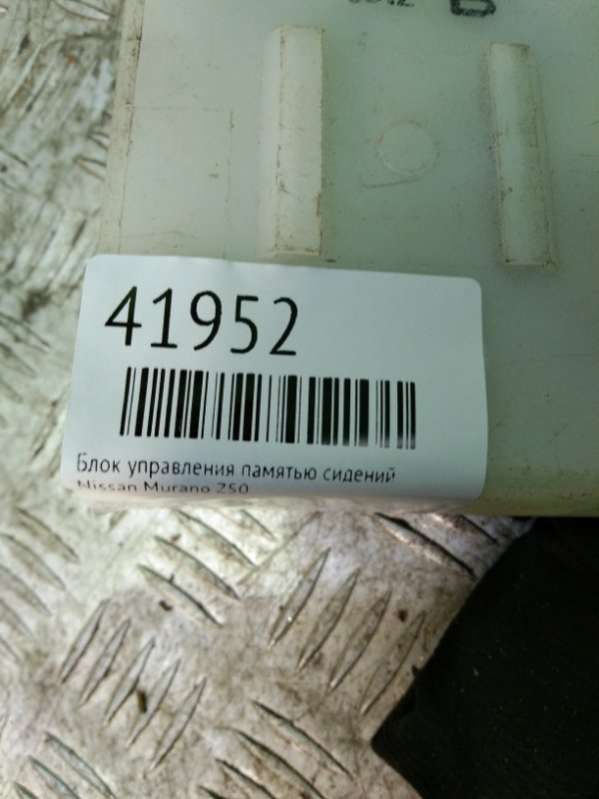 41952
Блок управления памятью сидений
Nissan Murano Z50